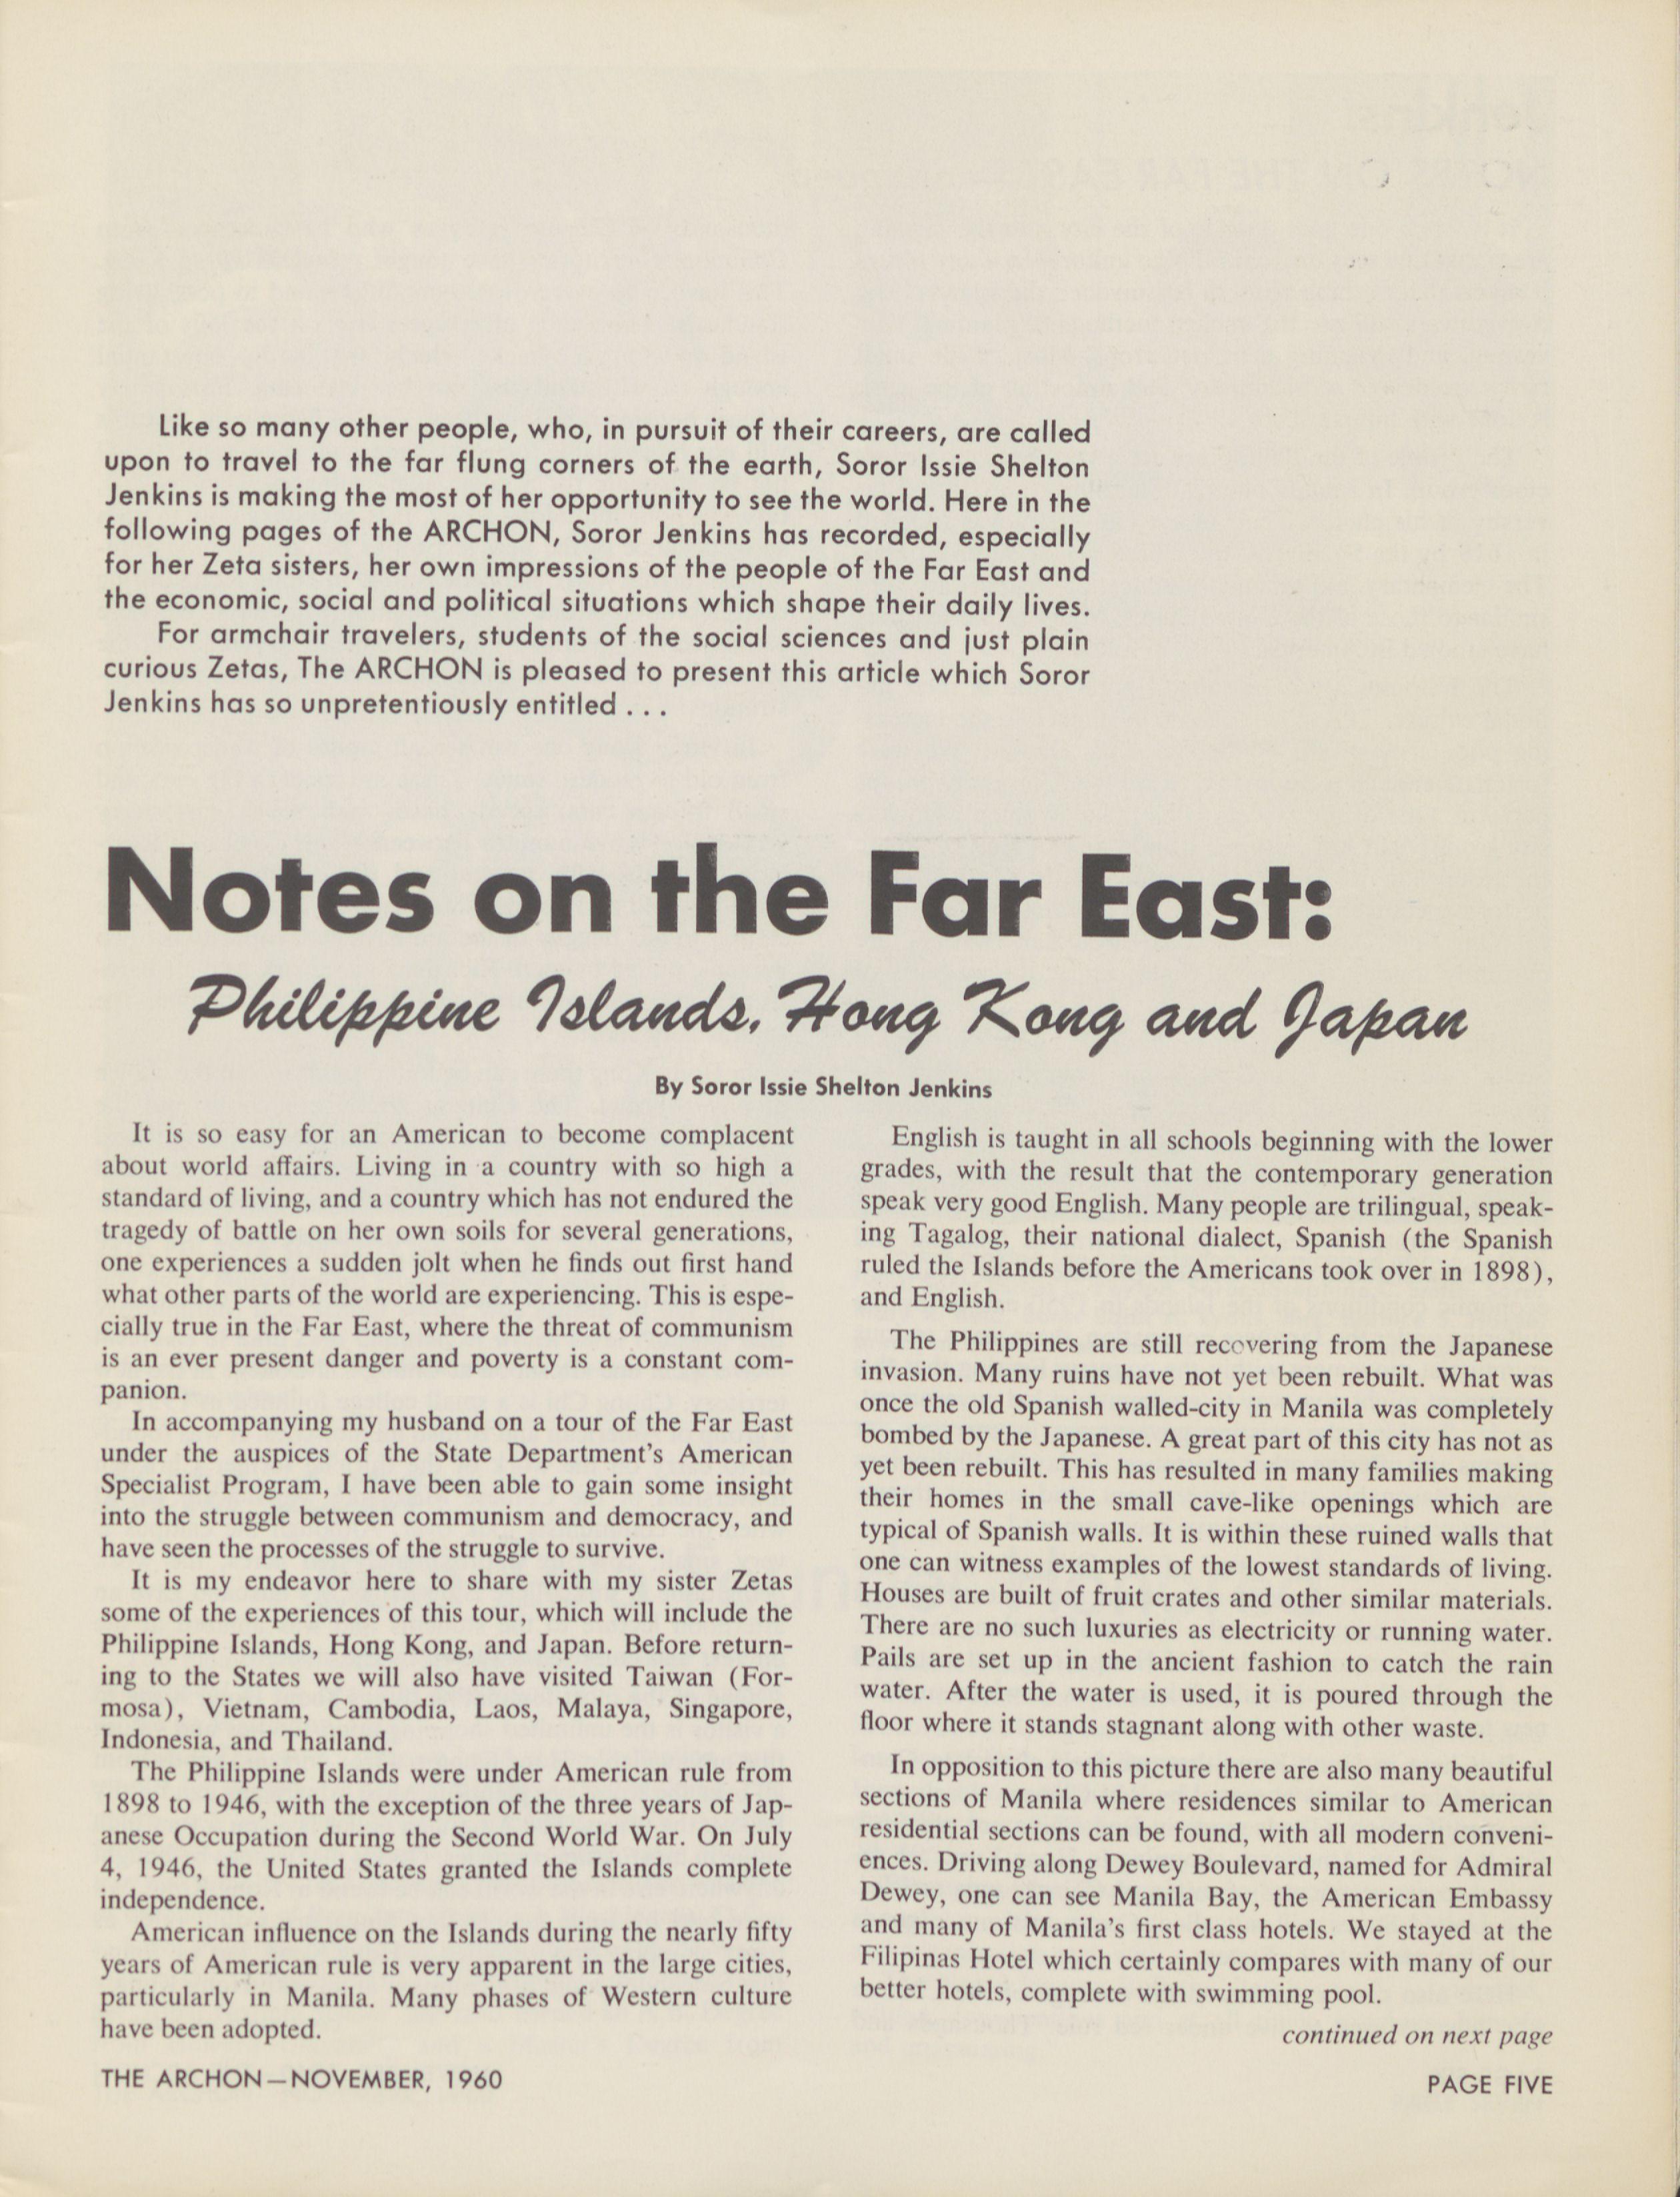 Like so many other people, who, in pursuit of their careers, are called
upon to travel to the far flung corners of the earth, Soror Issie Shelton
Jenkins is making the most of her opportunity to see the world. Here in the
following pages of the ARCHON, Soror Jenkins has recorded, especially
for her Zeta sisters, her own impressions of the people of the Far East and
the economic, social and political situations which shape their daily lives.
For armchair travelers, students of the social sciences and just plain
curious Zetas, The ARCHON is pleased to present this article which Soror
Jenkins has so unpretentiously entitled . . .
Notes on the Far East:
Philippine Islands, Hong Kong and Japan
By Soror Issie Shelton Jenkins
It is so easy for an American to become complacent
about world affairs. Living in a country with so high a
standard of living, and a country which has not endured the
tragedy of battle on her own soils for several generations,
one experiences a sudden jolt when he finds out first hand
what other parts of the world are experiencing. This is espe-
cially true in the Far East, where the threat of communism
is an ever present danger and poverty is a constant com-
panion.
In accompanying my husband on a tour of the Far East
under the auspices of the State Department's American
Specialist Program, I have been able to gain some insight
into the struggle between communism and democracy, and
have seen the processes of the struggle to survive.
It is my endeavor here to share with my sister Zetas
some of the experiences of this tour, which will include the
Philippine Islands, Hong Kong, and Japan. Before return-
ing to the States we will also have visited Taiwan (For-
mosa), Vietnam, Cambodia, Laos, Malaya, Singapore,
Indonesia, and Thailand.
The Philippine Islands were under American rule from
1898 to 1946, with the exception of the three years of Jap-
anese Occupation during the Second World War. On July
4, 1946, the United States granted the Islands complete
independence.
American influence on the Islands during the nearly fifty
years of American rule is very apparent in the large cities,
particularly in Manila. Many phases of Western culture
have been adopted.
English is taught in all schools beginning with the lower
grades, with the result that the contemporary generation
speak very good English. Many people are trilingual, speak-
ing Tagalog, their national dialect, Spanish (the Spanish
ruled the Islands before the Americans took over in 1898),
and English.
The Philippines are still recovering from the Japanese
invasion. Many ruins have not yet been rebuilt. What was
once the old Spanish walled-city in Manila was completely
bombed by the Japanese. A great part of this city has not as
yet been rebuilt. This has resulted in many families making
their homes in the small cave-like openings which are
typical of Spanish walls. It is within these ruined walls that
one can witness examples of the lowest standards of living.
Houses are built of fruit crates and other similar materials.
There are no such luxuries as electricity or running water.
Pails are set up in the ancient fashion to catch the rain
water. After the water is used, it is poured through the
floor where it stands stagnant along with other waste.
In opposition to this picture there are also many beautiful
sections of Manila where residences similar to American
residential sections can be found, with all modern conveni-
ences. Driving along Dewey Boulevard, named for Admiral
Dewey, one can see Manila Bay, the American Embassy
and many of Manila's first class hotels. We stayed at the
Filipinas Hotel which certainly compares with many of our
better hotels, complete with swimming pool.
continued on next page
THE ARCHON—NOVEMBER, 1960
PAGE FIVE